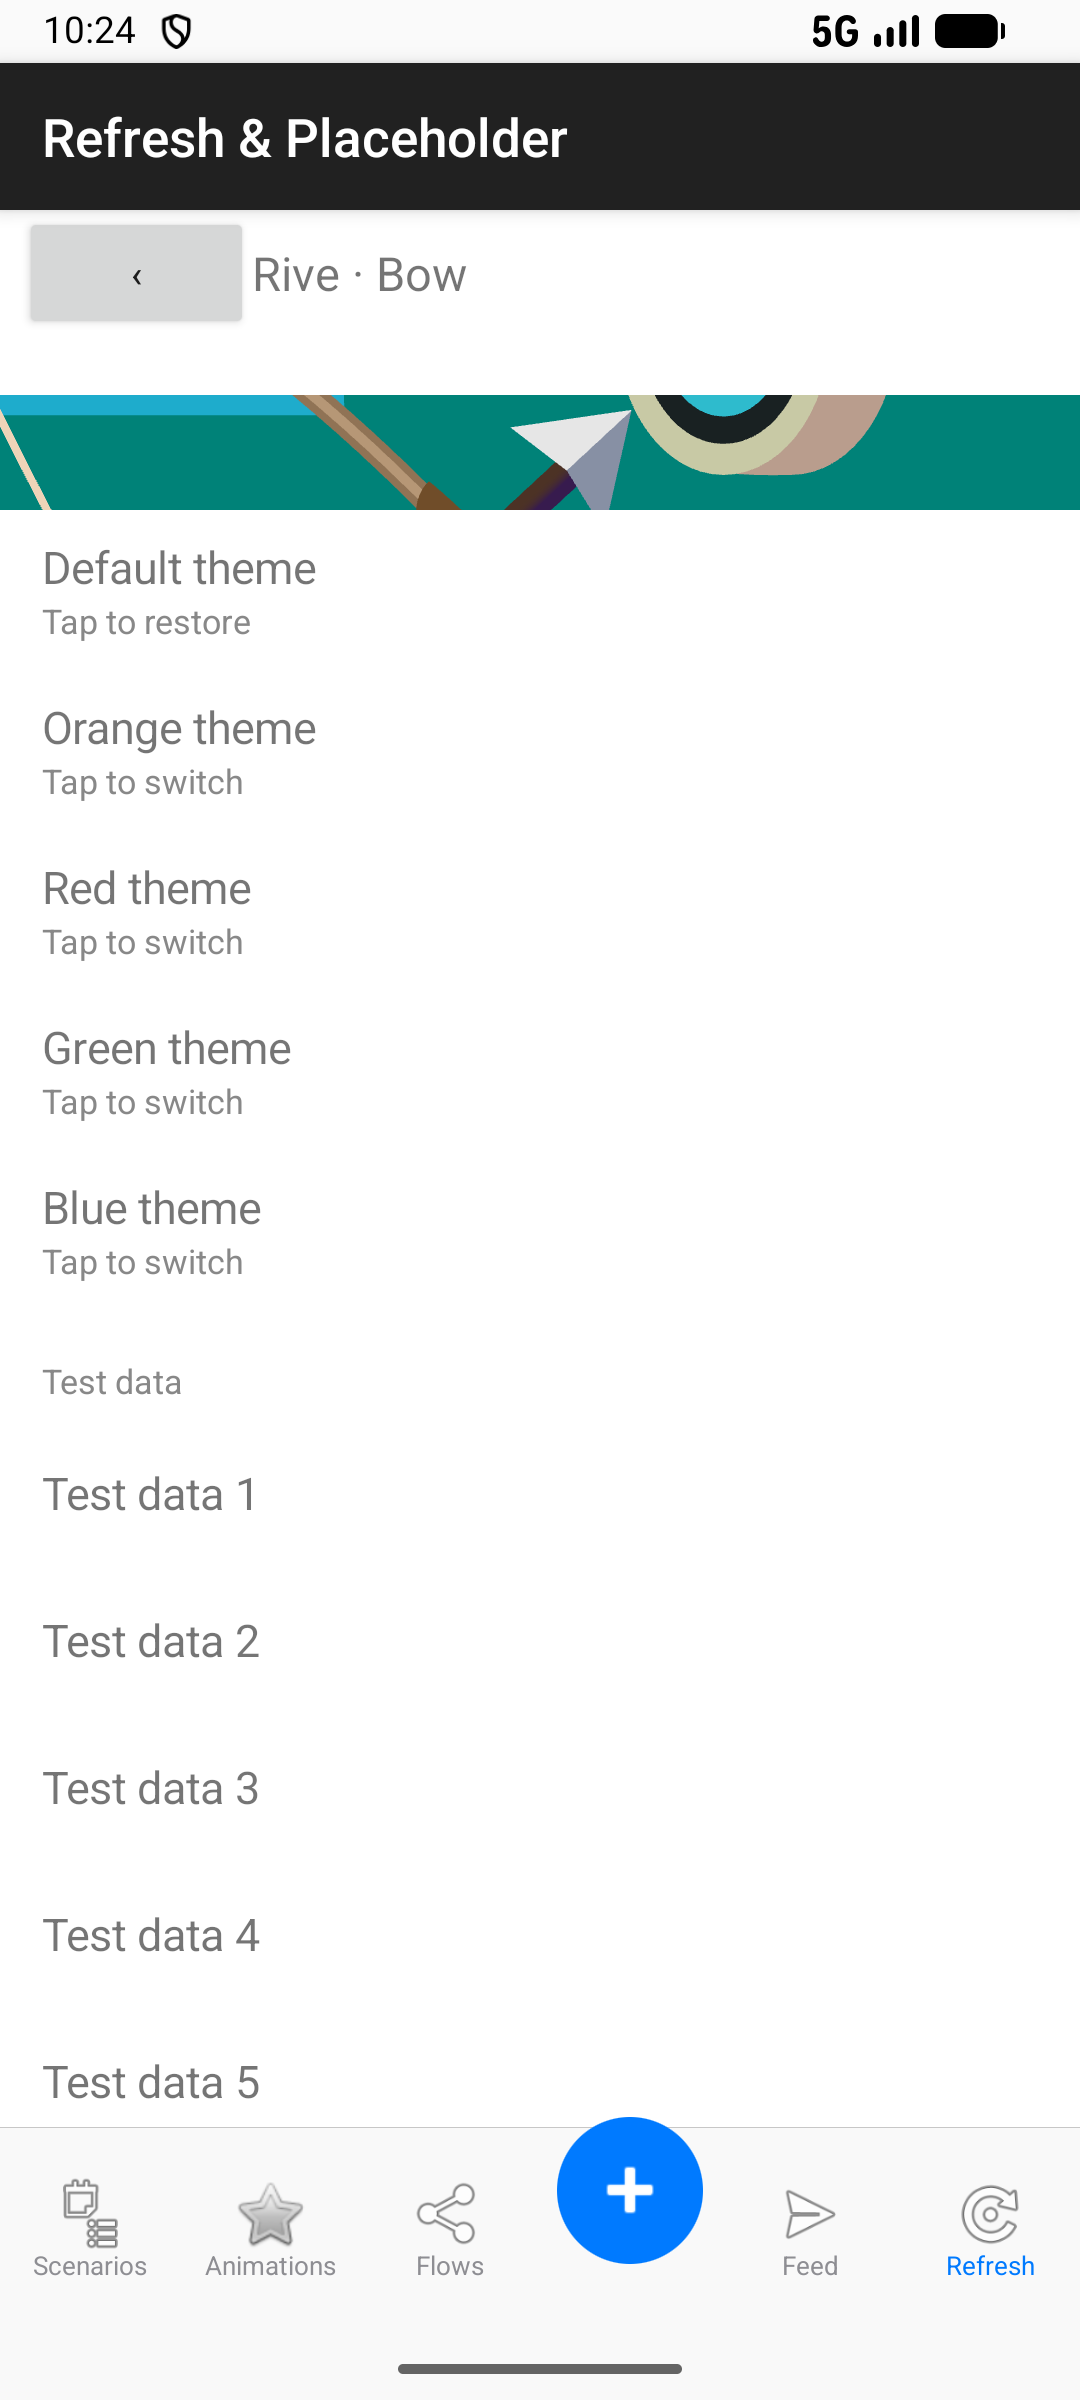 10:24
5G
Refresh & Placeholder
‹
Rive · Bow
Default theme
Tap to restore
Orange theme
Tap to switch
Red theme
Tap to switch
Green theme
Tap to switch
Blue theme
Tap to switch
Test data
Test data 1
Test data 2
Test data 3
Test data 4
Test data 5
Scenarios
Animations
Flows
Feed
Refresh